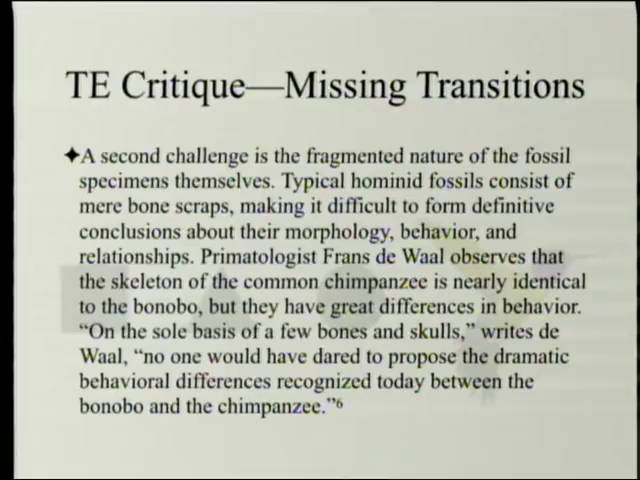 TE Critique—Missing Transitions
✦A second challenge is the fragmented nature of the fossil
specimens themselves. Typical hominid fossils consist of
mere bone scraps, making it difficult to form definitive
conclusions about their morphology, behavior, and
relationships. Primatologist Frans de Waal observes that
the skeleton of the common chimpanzee is nearly identical
to the bonobo, but they have great differences in behavior.
“On the sole basis of a few bones and skulls,” writes de
Waal, “no one would have dared to propose the dramatic
behavioral differences recognized today between the
bonobo and the chimpanzee.”⁶